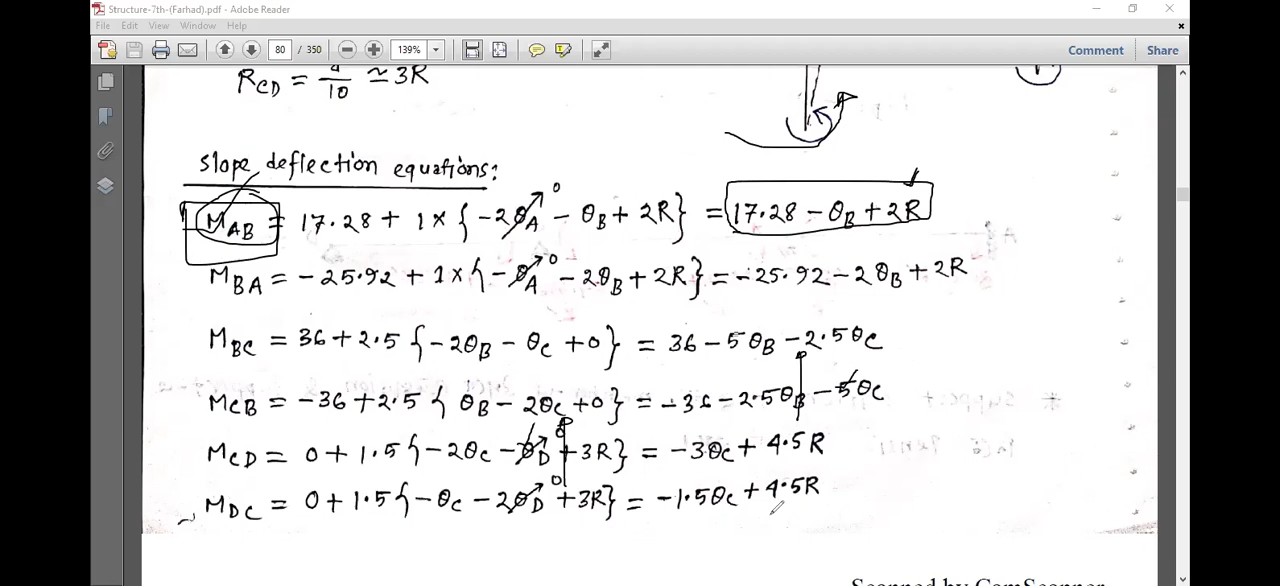 Structure-7th-(Farhad).pdf - Adobe Reader
File Edit View Window Help
80 / 350 139% Comment Share
R_CD = 4/10 ≃ 3R
slope deflection equations:
M_AB = 17.28 + 1 × {-2θ_A^0 - θ_B + 2R} = 17.28 - θ_B + 2R
M_BA = -25.92 + 1 × {-θ_A^0 - 2θ_B + 2R} = -25.92 - 2θ_B + 2R
M_BC = 36 + 2.5 {-2θ_B - θ_C + 0} = 36 - 5θ_B - 2.5θ_C
M_CB = -36 + 2.5 { θ_B - 2θ_C + 0} = -36 - 2.5θ_B - 5θ_C
M_CD = 0 + 1.5 {-2θ_C - θ_D^0 + 3R} = -3θ_C + 4.5R
M_DC = 0 + 1.5 {-θ_C - 2θ_D^0 + 3R} = -1.5θ_C + 4.5R
Scanned by CamScanner